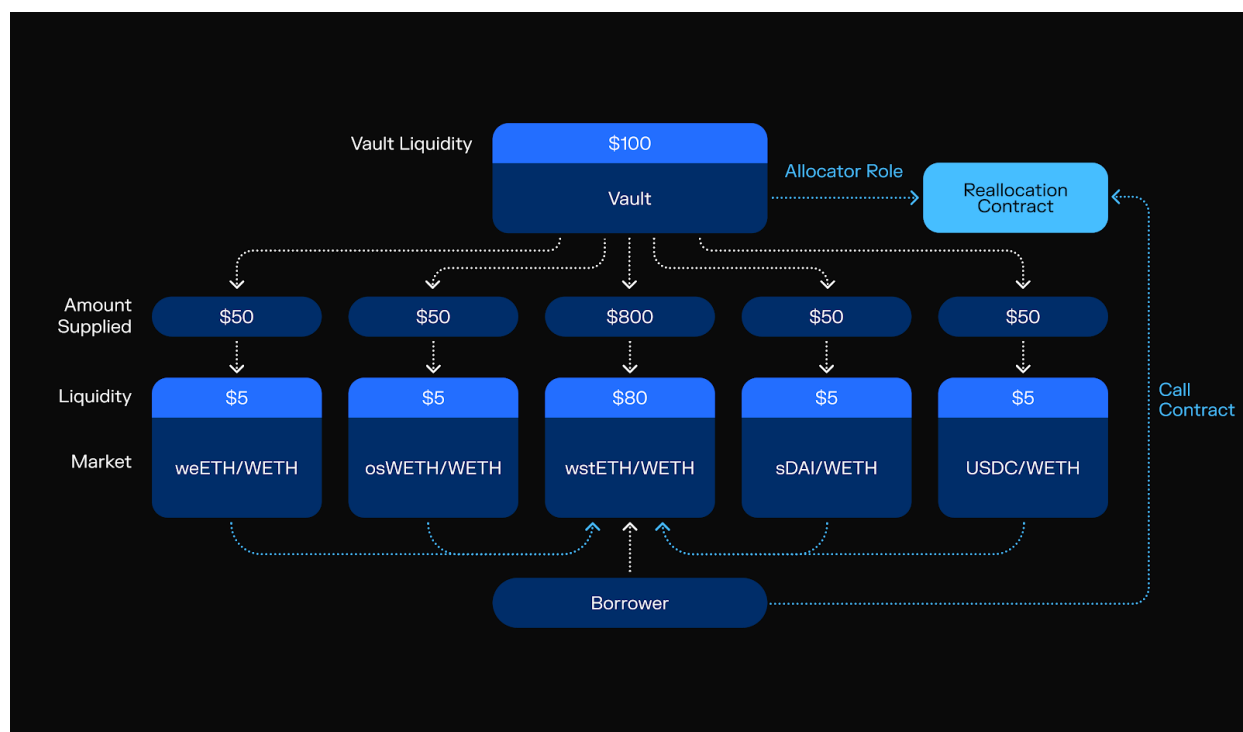 Vault Liquidity
$100
Vault
Allocator Role
Reallocation
Contract
Amount
Supplied
$50
$50
$800
$50
$50
Liquidity
$5
$5
$80
$5
$5
Call
Contract
Market
weETH/WETH
osWETH/WETH
wstETH/WETH
sDAI/WETH
USDC/WETH
Borrower